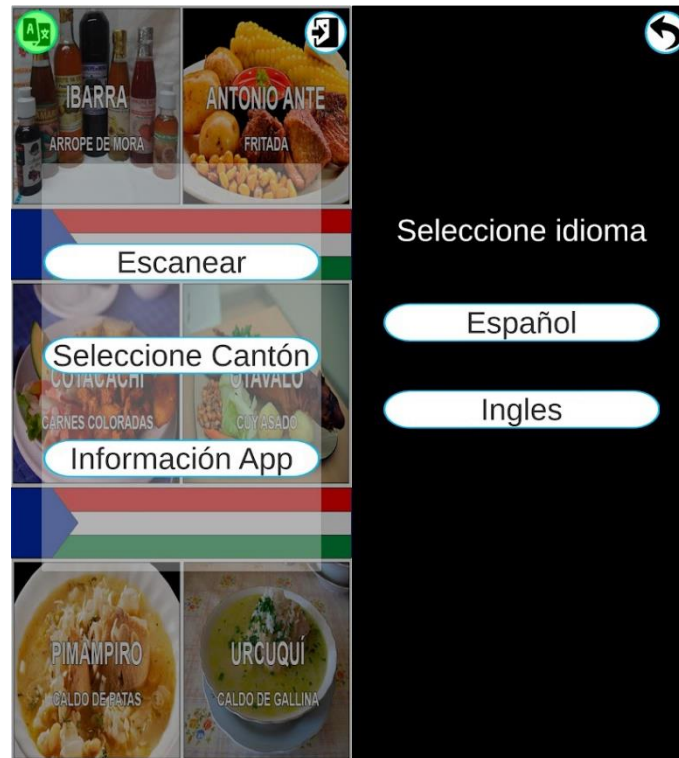 IBARRA
ARROPE DE MORA
ANTONIO ANTE
FRITADA
Escanear
Seleccione Cantón
COTACACHI
CARNES COLORADAS
OTAVALO
CUY ASADO
Información App
PIMAMPIRO
CALDO DE PATAS
URCUQUÍ
CALDO DE GALLINA
Seleccione idioma
Español
Ingles